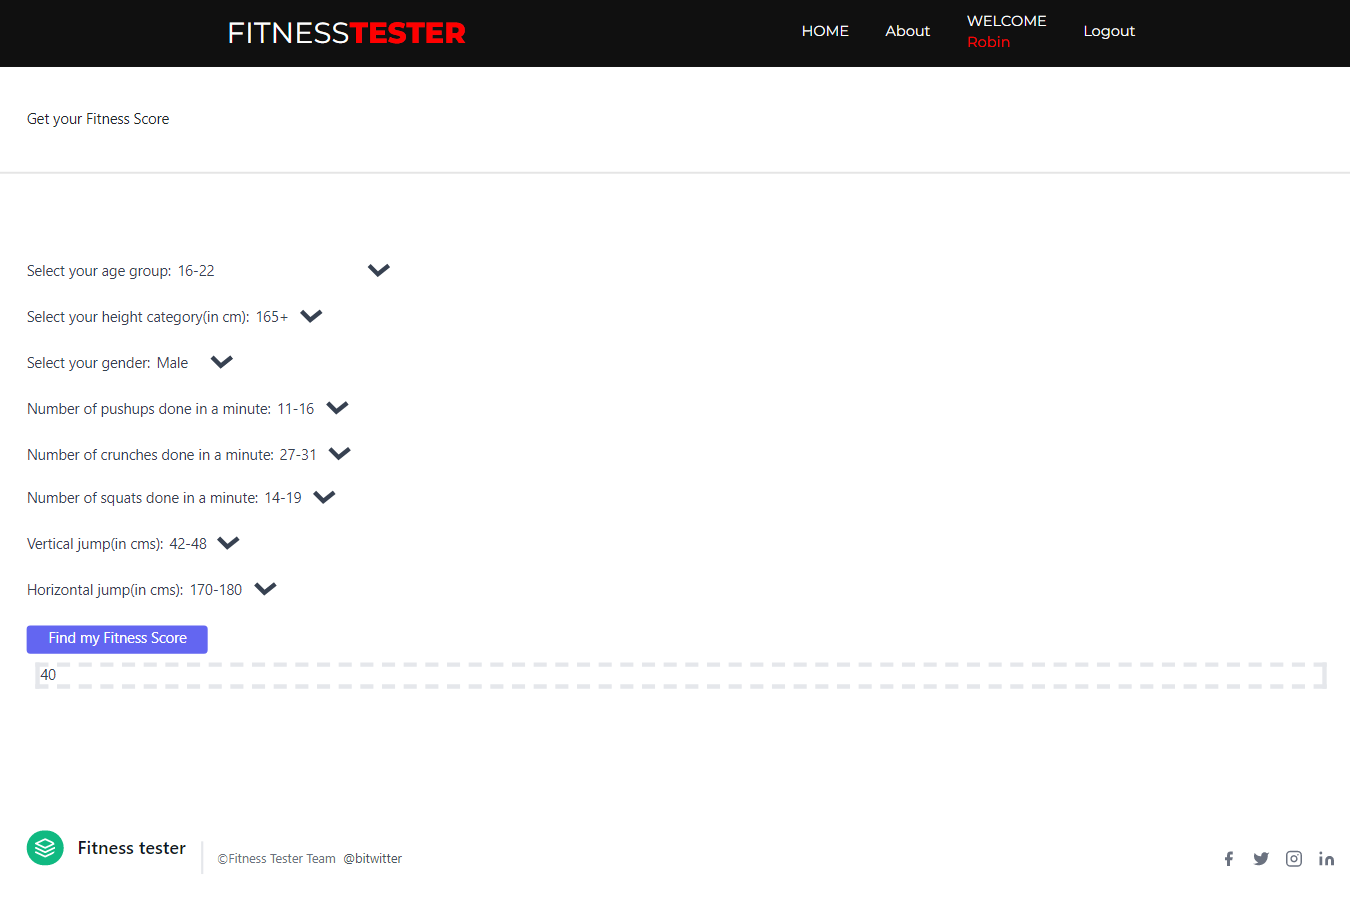 FITNESSTESTER
HOME About WELCOME Robin Logout
Get your Fitness Score
Select your age group: 16-22
Select your height category(in cm): 165+
Select your gender: Male
Number of pushups done in a minute: 11-16
Number of crunches done in a minute: 27-31
Number of squats done in a minute: 14-19
Vertical jump(in cms): 42-48
Horizontal jump(in cms): 170-180
Find my Fitness Score
40
Fitness tester
©Fitness Tester Team @bitwitter